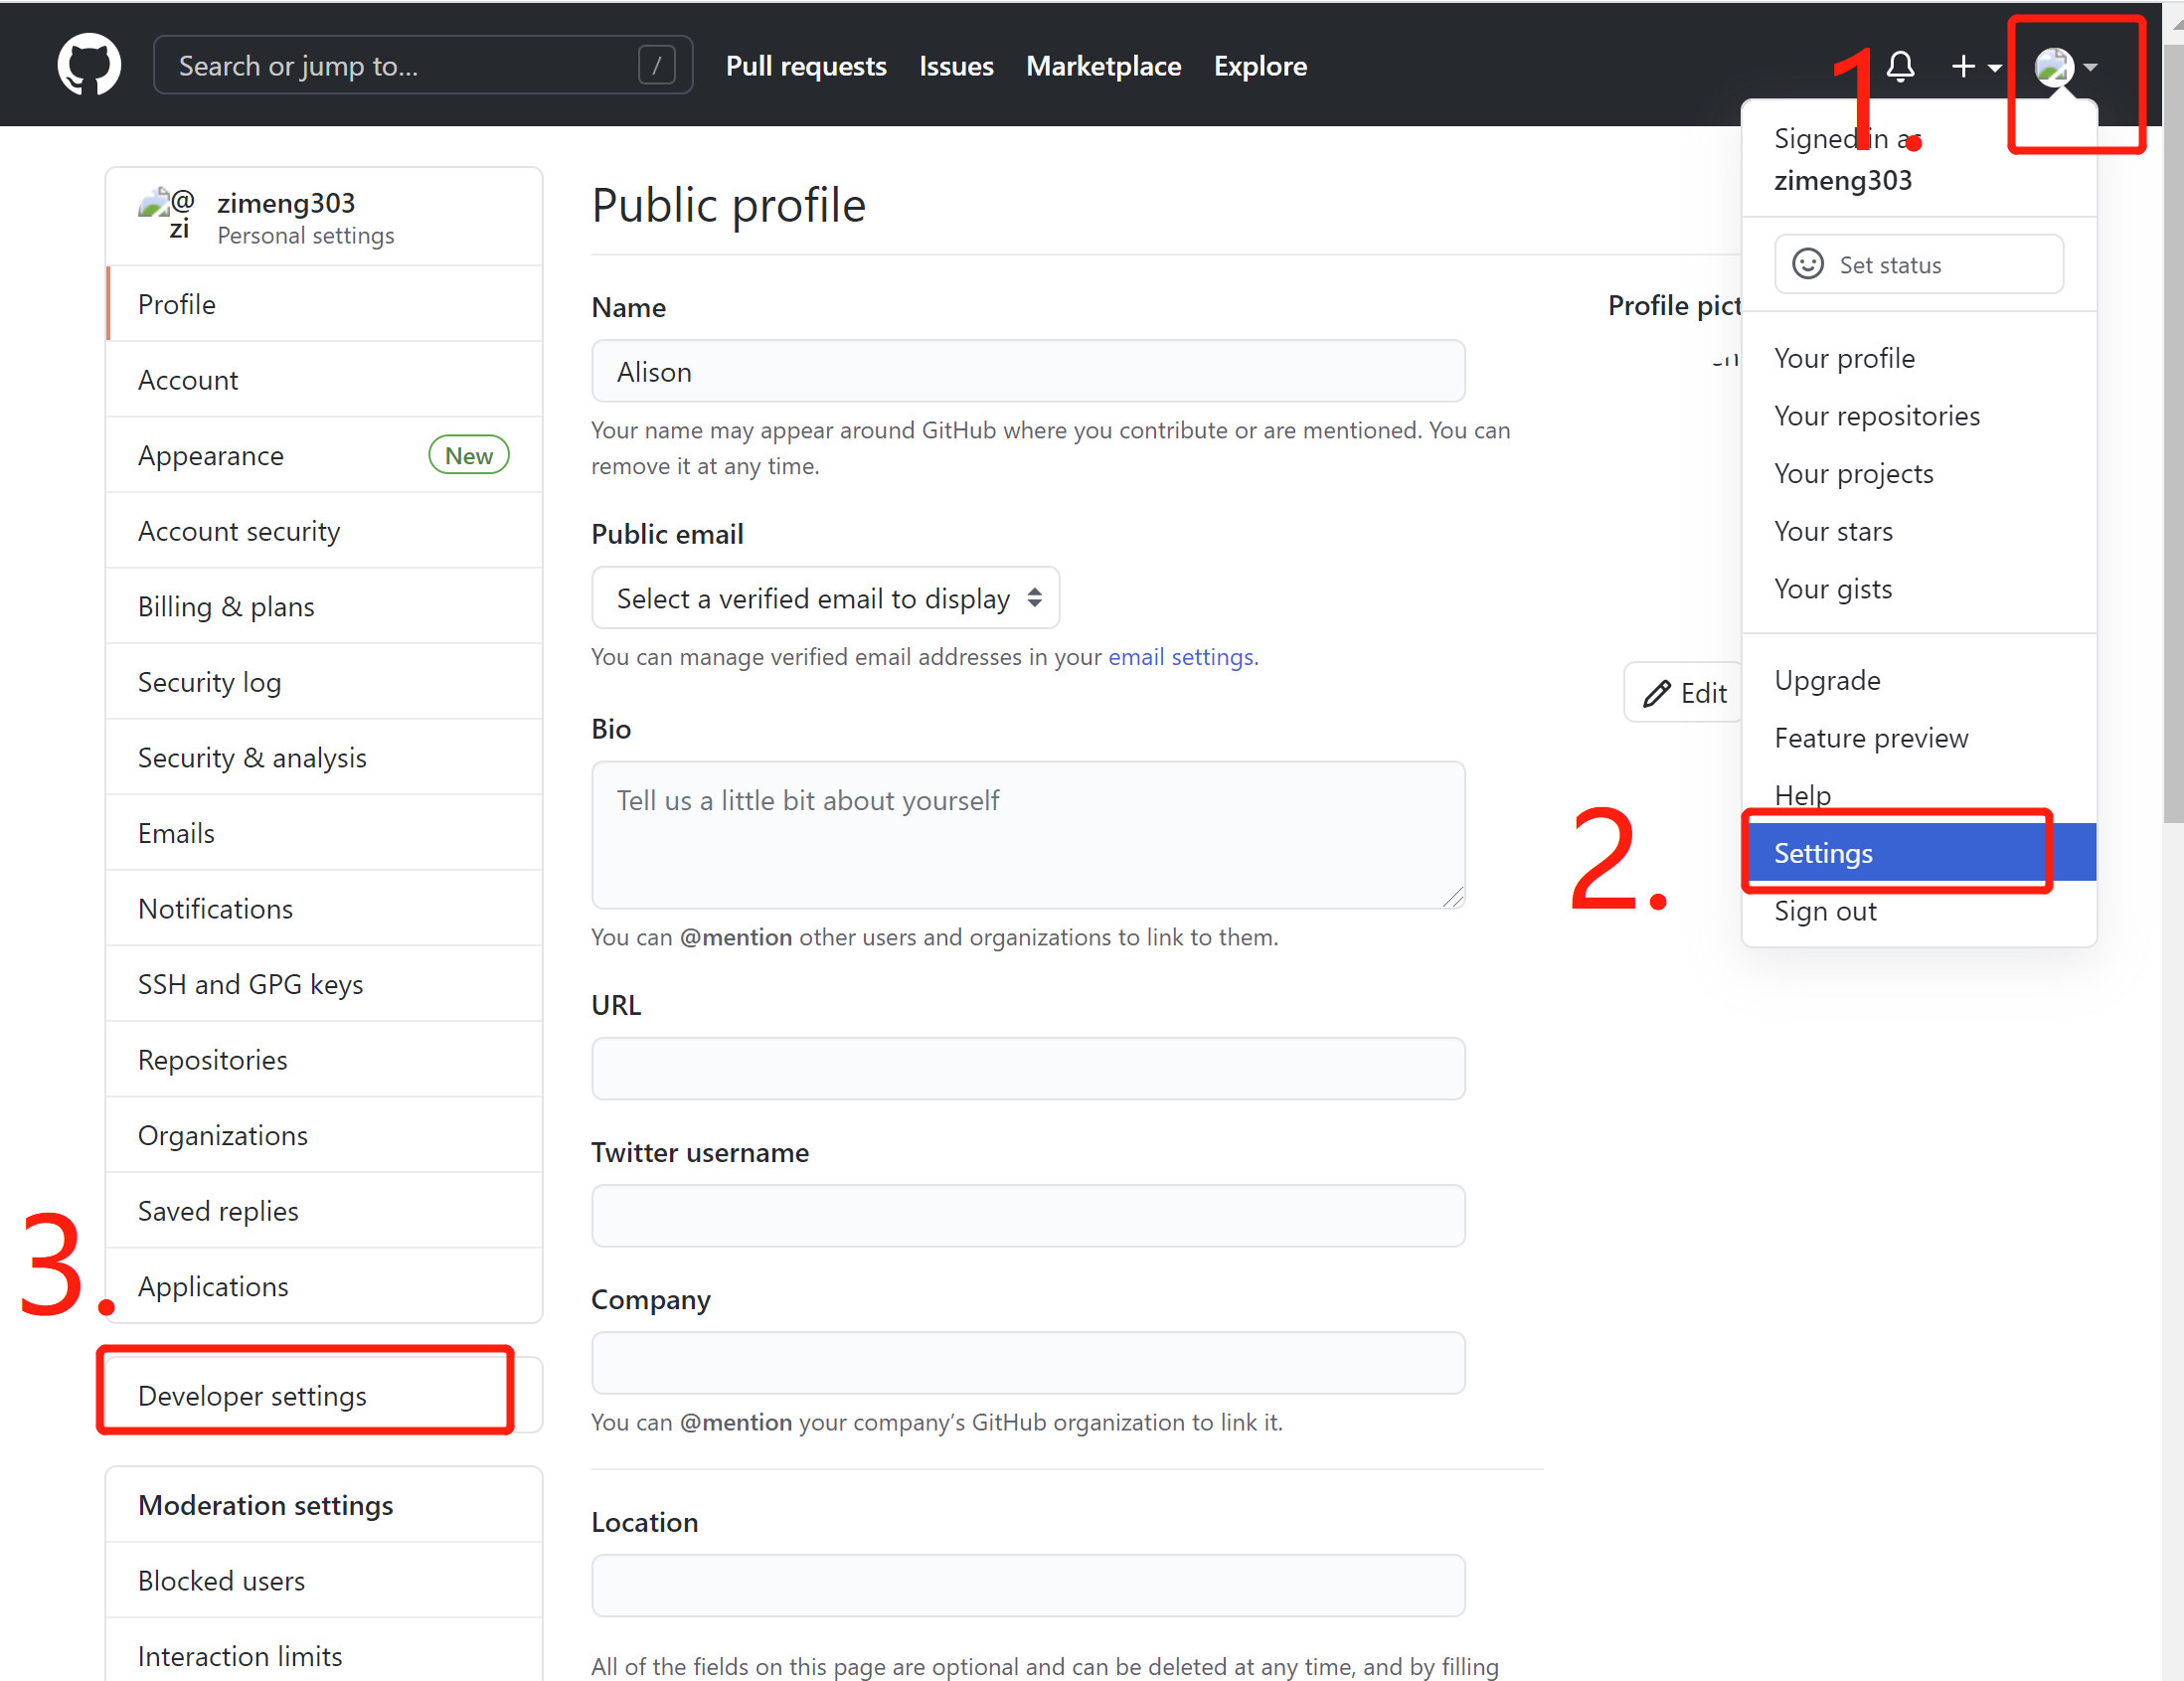 Search or jump to...
/
Pull requests
Issues
Marketplace
Explore
1.
Signed in as
zimeng303
Set status
Your profile
Your repositories
Your projects
Your stars
Your gists
Upgrade
Feature preview
Help
2.
Settings
Sign out
@
zi
zimeng303
Personal settings
Profile
Account
Appearance
New
Account security
Billing & plans
Security log
Security & analysis
Emails
Notifications
SSH and GPG keys
Repositories
Organizations
Saved replies
Applications
3.
Developer settings
Moderation settings
Blocked users
Interaction limits
Public profile
Name
Alison
Your name may appear around GitHub where you contribute or are mentioned. You can
remove it at any time.
Public email
Select a verified email to display
You can manage verified email addresses in your email settings.
Bio
Tell us a little bit about yourself
You can @mention other users and organizations to link to them.
URL
Twitter username
Company
You can @mention your company’s GitHub organization to link it.
Location
All of the fields on this page are optional and can be deleted at any time, and by filling
Profile pict
Edit